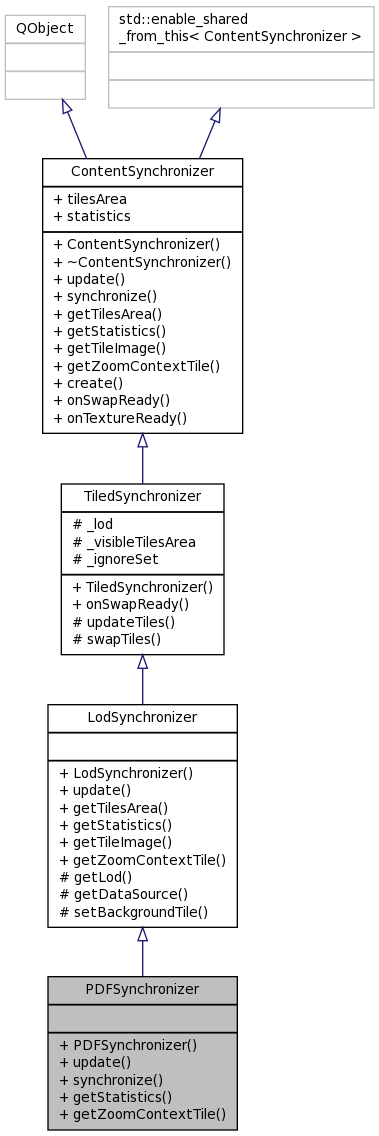 QObject
std::enable_shared
_from_this< ContentSynchronizer >
ContentSynchronizer
+ tilesArea
+ statistics
+ ContentSynchronizer()
+ ~ContentSynchronizer()
+ update()
+ synchronize()
+ getTilesArea()
+ getStatistics()
+ getTileImage()
+ getZoomContextTile()
+ create()
+ onSwapReady()
+ onTextureReady()
TiledSynchronizer
# _lod
# _visibleTilesArea
# _ignoreSet
+ TiledSynchronizer()
+ onSwapReady()
# updateTiles()
# swapTiles()
LodSynchronizer
+ LodSynchronizer()
+ update()
+ getTilesArea()
+ getStatistics()
+ getTileImage()
+ getZoomContextTile()
# getLod()
# getDataSource()
# setBackgroundTile()
PDFSynchronizer
+ PDFSynchronizer()
+ update()
+ synchronize()
+ getStatistics()
+ getZoomContextTile()